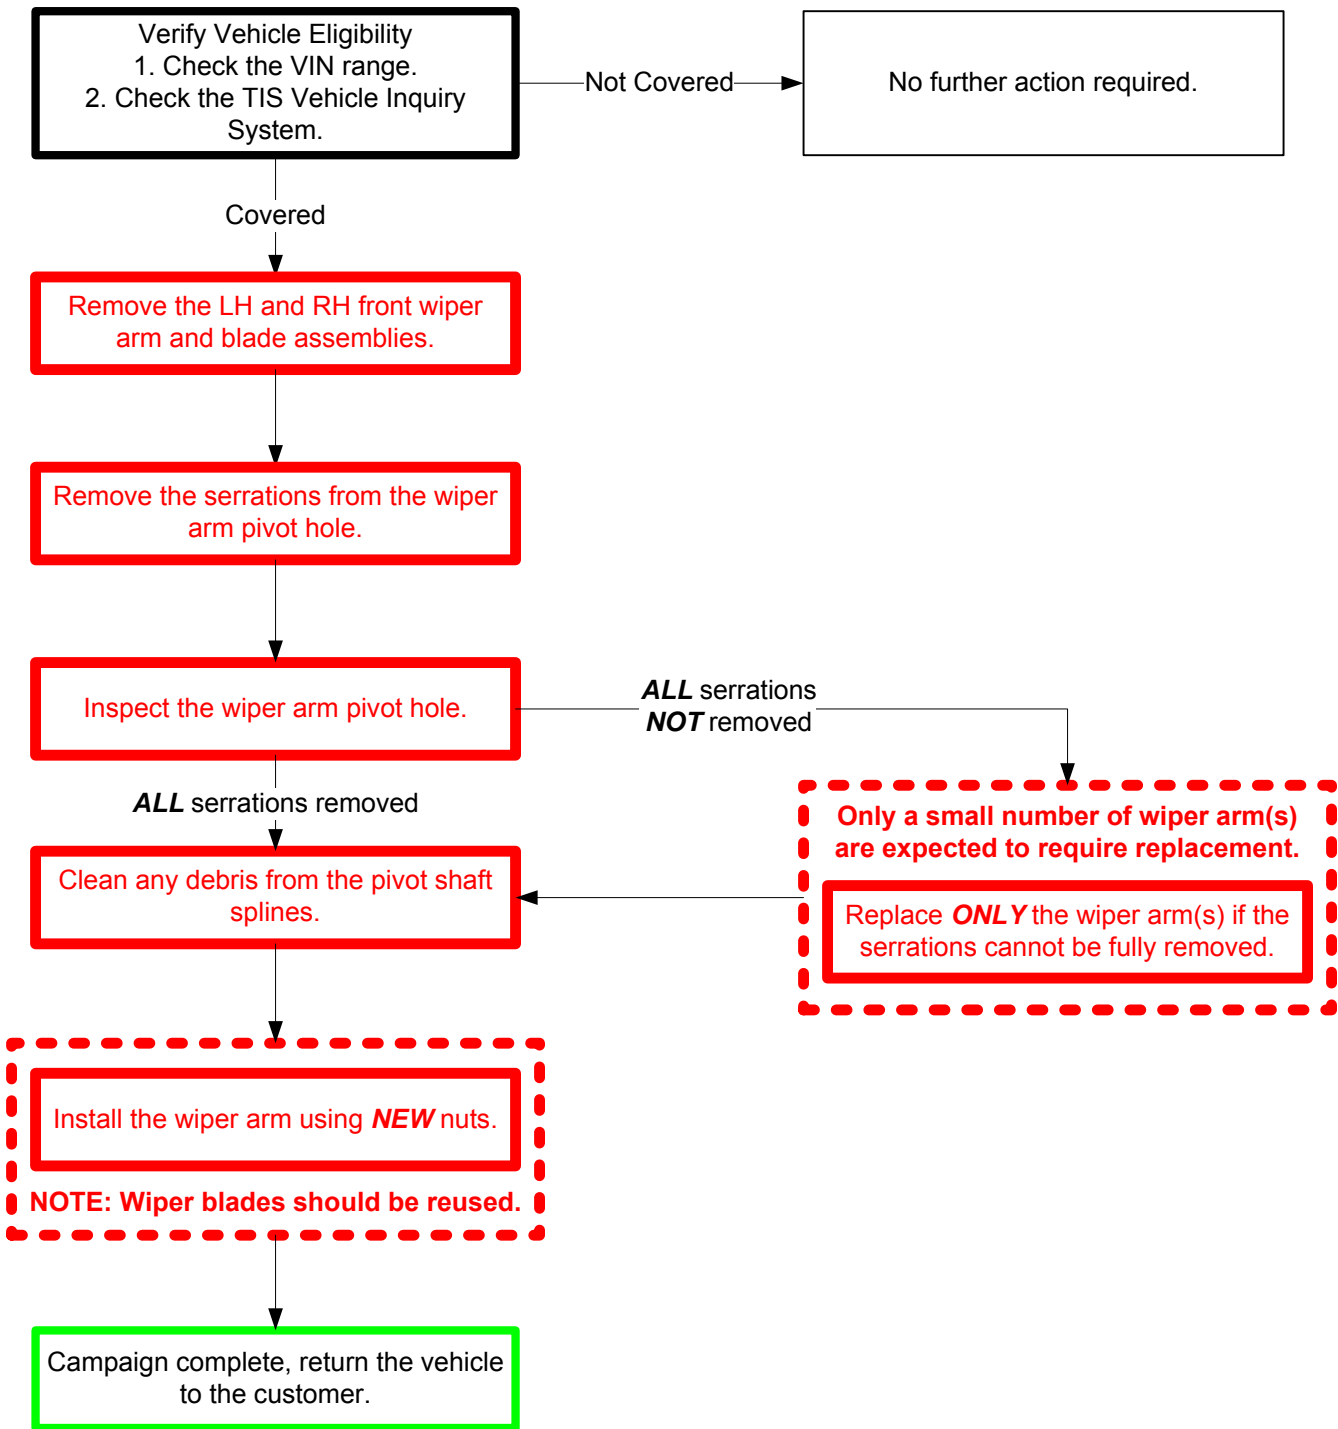 Verify Vehicle Eligibility
1. Check the VIN range.
2. Check the TIS Vehicle Inquiry
System.
Not Covered
No further action required.
Covered
Remove the LH and RH front wiper
arm and blade assemblies.
Remove the serrations from the wiper
arm pivot hole.
Inspect the wiper arm pivot hole.
ALL serrations
NOT removed
ALL serrations removed
Only a small number of wiper arm(s)
are expected to require replacement.
Replace ONLY the wiper arm(s) if the
serrations cannot be fully removed.
Clean any debris from the pivot shaft
splines.
Install the wiper arm using NEW nuts.
NOTE: Wiper blades should be reused.
Campaign complete, return the vehicle
to the customer.